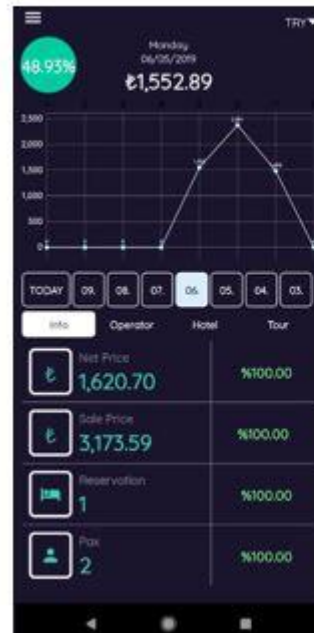 TRY
Monday
06/05/2019
48.93%
₺1,552.89
2,500
2,000
1,500
1,000
500
0
TODAY 09. 08. 07. 06. 05. 04. 03.
Info Operator Hotel Tour
Net Price
₺ 1,620.70 %100.00
Sale Price
₺ 3,173.59 %100.00
Reservation
1 %100.00
Pax
2 %100.00